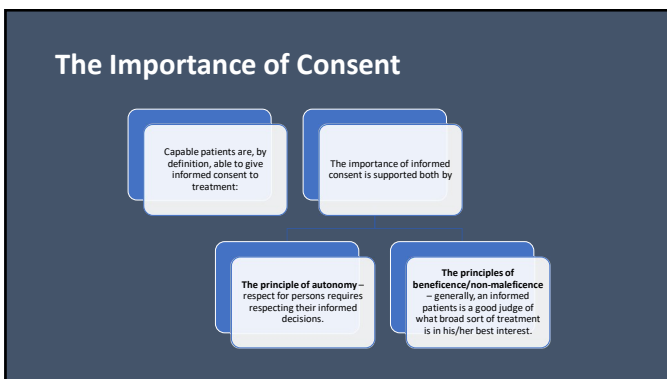 The Importance of Consent
Capable patients are, by
definition, able to give
informed consent to
treatment:
The importance of informed
consent is supported both by
The principle of autonomy –
respect for persons requires
respecting their informed
decisions.
The principles of
beneficence/non-maleficence
– generally, an informed
patients is a good judge of
what broad sort of treatment
is in his/her best interest.